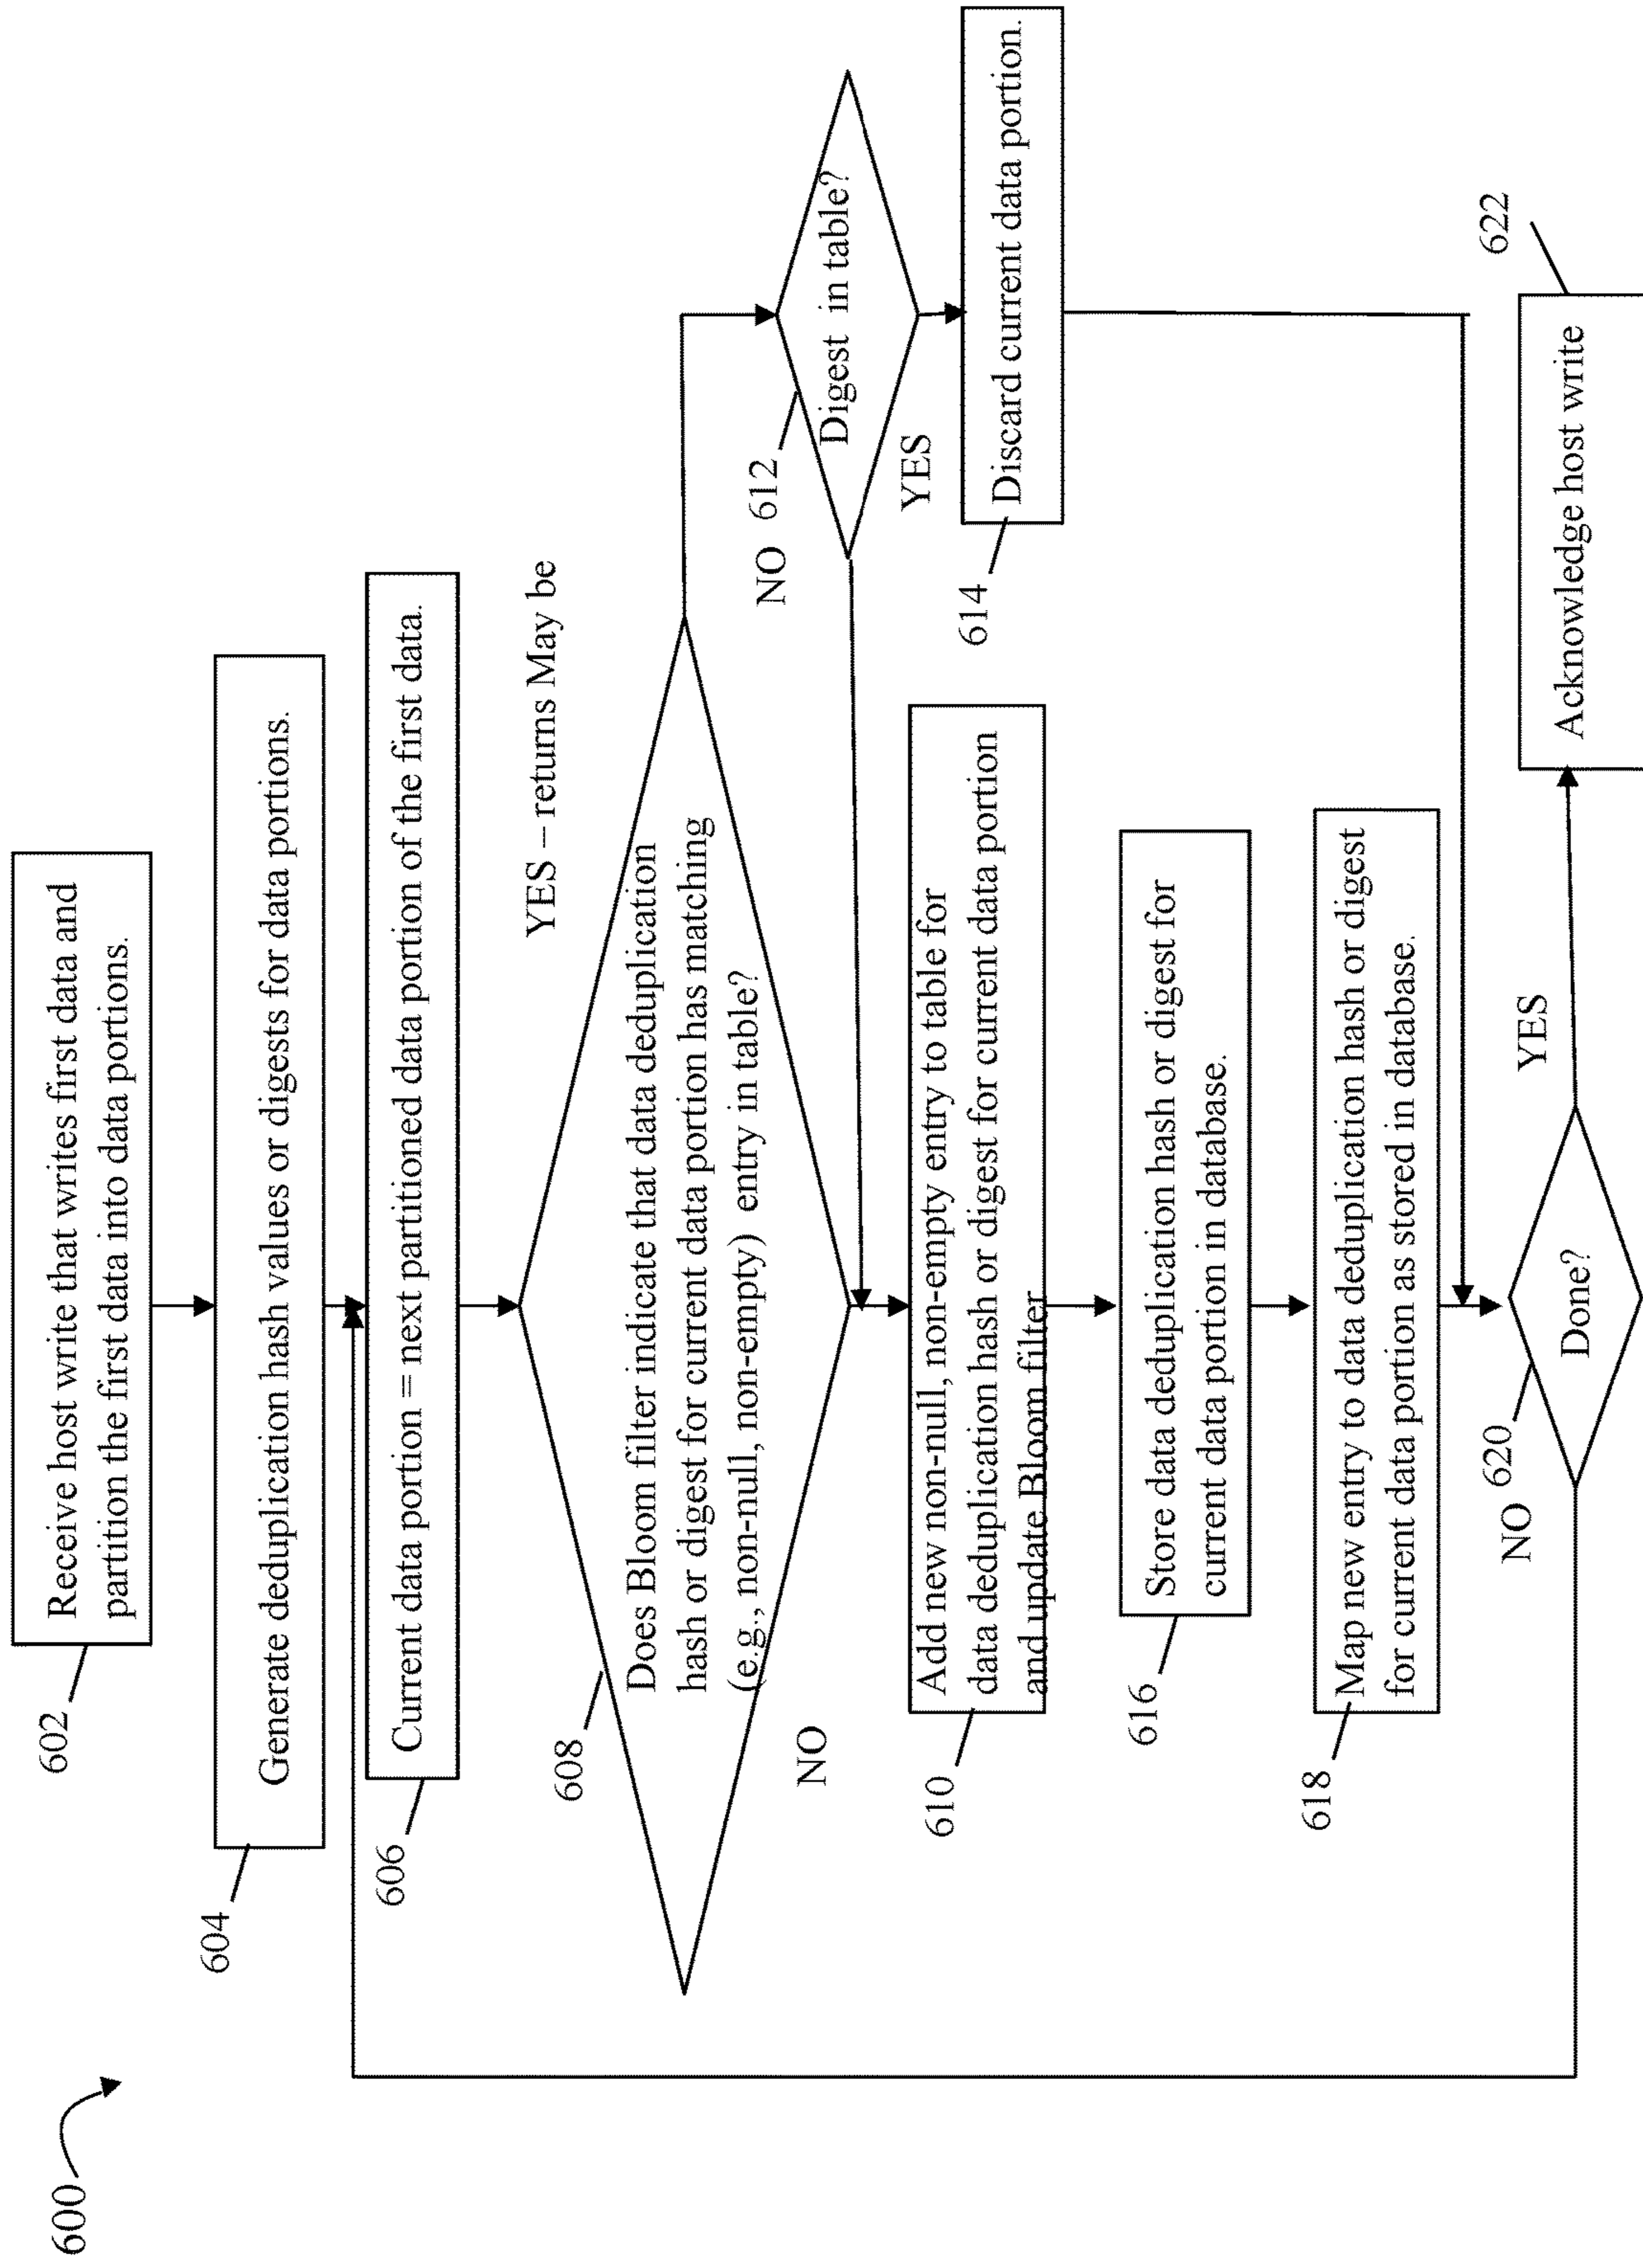 600
602
Receive host write that writes first data and
partition the first data into data portions.
604
Generate deduplication hash values or digests for data portions.
606
Current data portion = next partitioned data portion of the first data.
608
Does Bloom filter indicate that data deduplication
hash or digest for current data portion has matching
(e.g., non-null, non-empty)  entry in table?
YES – returns May be
NO
NO
612
Digest  in table?
YES
610
Add new non-null, non-empty entry to table for
data deduplication hash or digest for current data portion
and update Bloom filter
614
Discard current data portion.
616
Store data deduplication hash or digest for
current data portion in database.
618
Map new entry to data deduplication hash or digest
for current data portion as stored in database.
NO
620
Done?
YES
622
Acknowledge host write